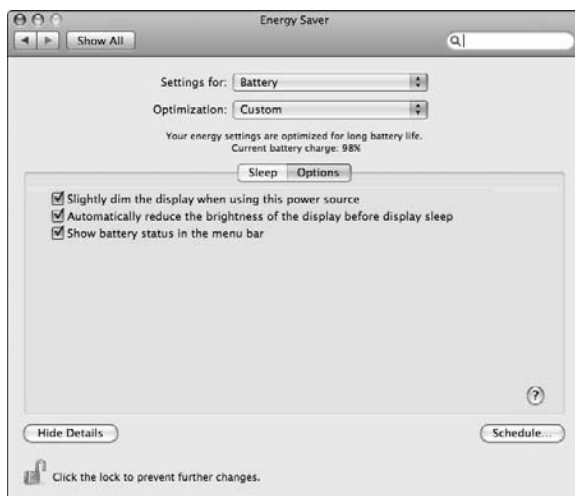 Energy Saver
Show All
Settings for: Battery
Optimization: Custom
Your energy settings are optimized for long battery life.
Current battery charge: 98%
Sleep Options
Slightly dim the display when using this power source
Automatically reduce the brightness of the display before display sleep
Show battery status in the menu bar
?
Hide Details Schedule...
Click the lock to prevent further changes.